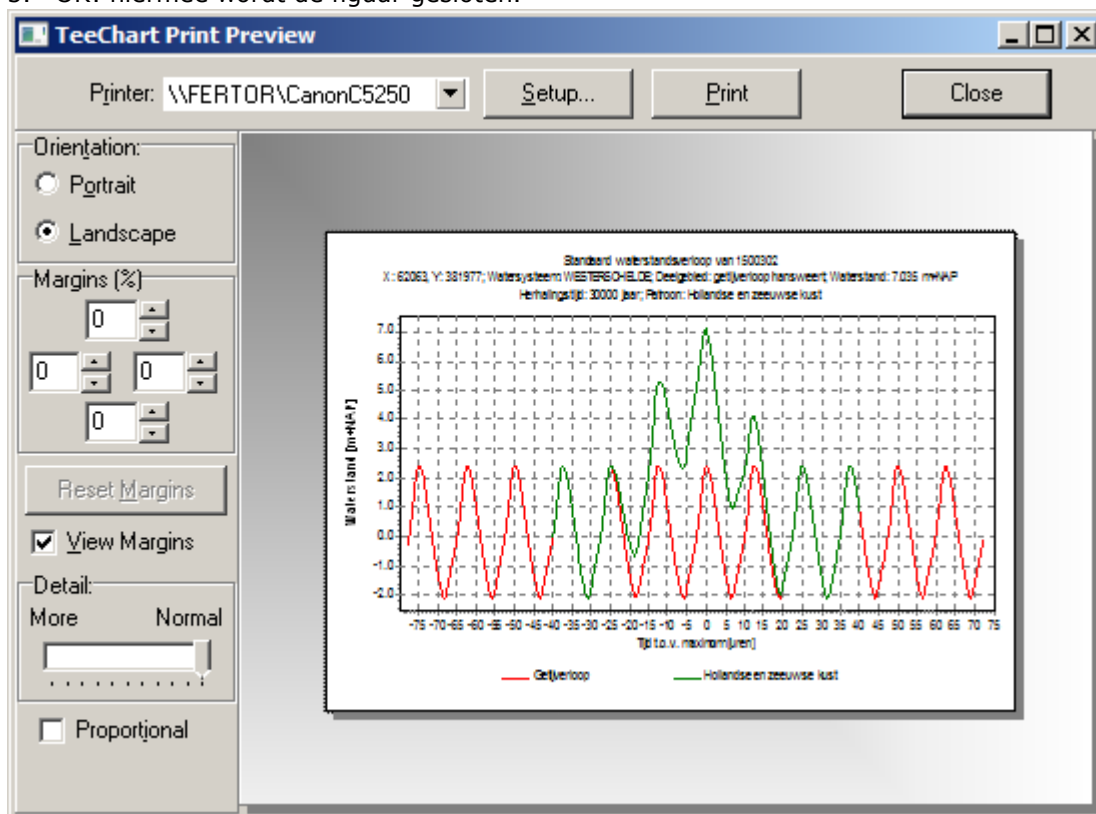 OK: hiermee wordt de figuur gesloten.
TeeChart Print Preview
Printer: \\FERTOR\CanonC5250 Setup... Print Close
Orientation:
Portrait
Landscape
Margins (%)
0
0 0
0
Reset Margins
View Margins
Detail:
More Normal
Proportional
Standaard waterstandsverloop van 1500302
X: 62063, Y: 381977; Watersysteem: WESTERSCHELDE; Deelgebied: getijverloop hansweert; Waterstand: 7.035 m+NAP
Herhalingstijd: 30000 jaar; Patroon: Hollandse en zeeuwse kust
7.0
6.0
5.0
4.0
3.0
2.0
1.0
0.0
-1.0
-2.0
Waterstand [m+NAP]
-75 -70 -65 -60 -55 -50 -45 -40 -35 -30 -25 -20 -15 -10 -5 0 5 10 15 20 25 30 35 40 45 50 55 60 65 70 75
Tijd t.o.v. maximom[uren]
Getijverloop Hollandse en zeeuwse kust